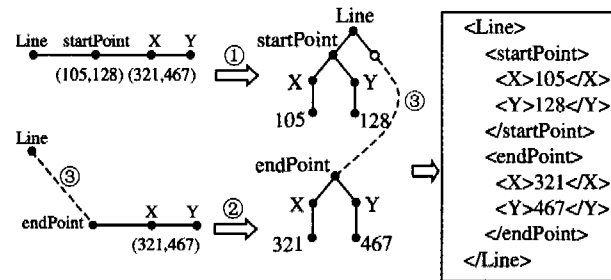 Line startPoint X Y
(105,128) (321,467)
①
Line
startPoint
X Y
105 128
③
Line
③
endPoint X Y
(321,467)
②
endPoint
X Y
321 467
<Line>
<startPoint>
<X>105</X>
<Y>128</Y>
</startPoint>
<endPoint>
<X>321</X>
<Y>467</Y>
</endPoint>
</Line>